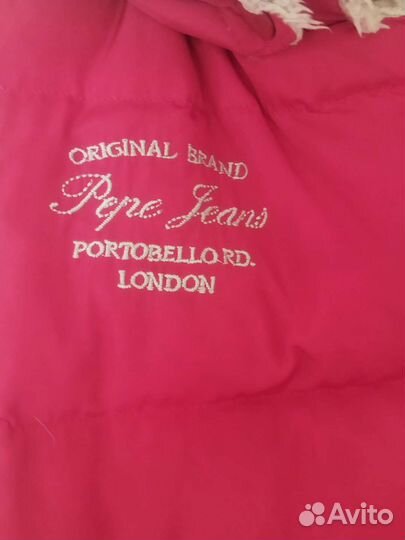 ORIGINAL BRAND
Pepe Jeans
PORTOBELLO RD.
LONDON
Avito